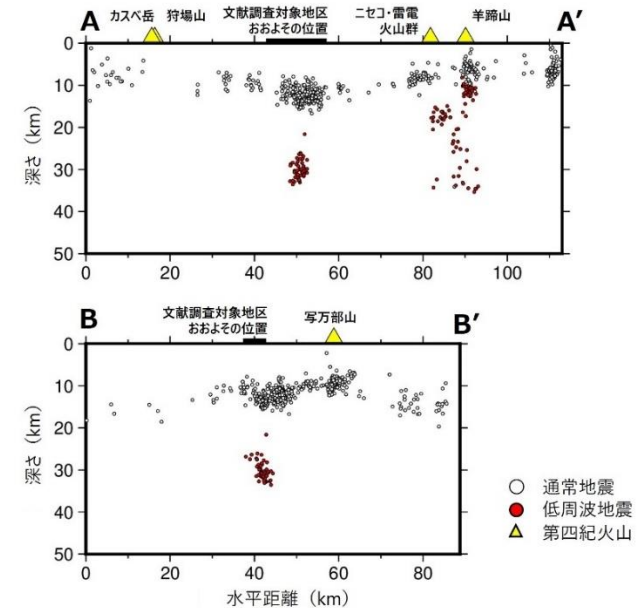 カスベ岳 狩場山 文献調査対象地区 ニセコ・雷電 羊蹄山
おおよその位置 火山群
A A′
0
10
20
30
40
50
深さ（km）
0 20 40 60 80 100
文献調査対象地区 写万部山
おおよその位置
B B′
0
10
20
30
40
50
深さ（km）
0 20 40 60 80
水平距離（km）
通常地震
低周波地震
第四紀火山